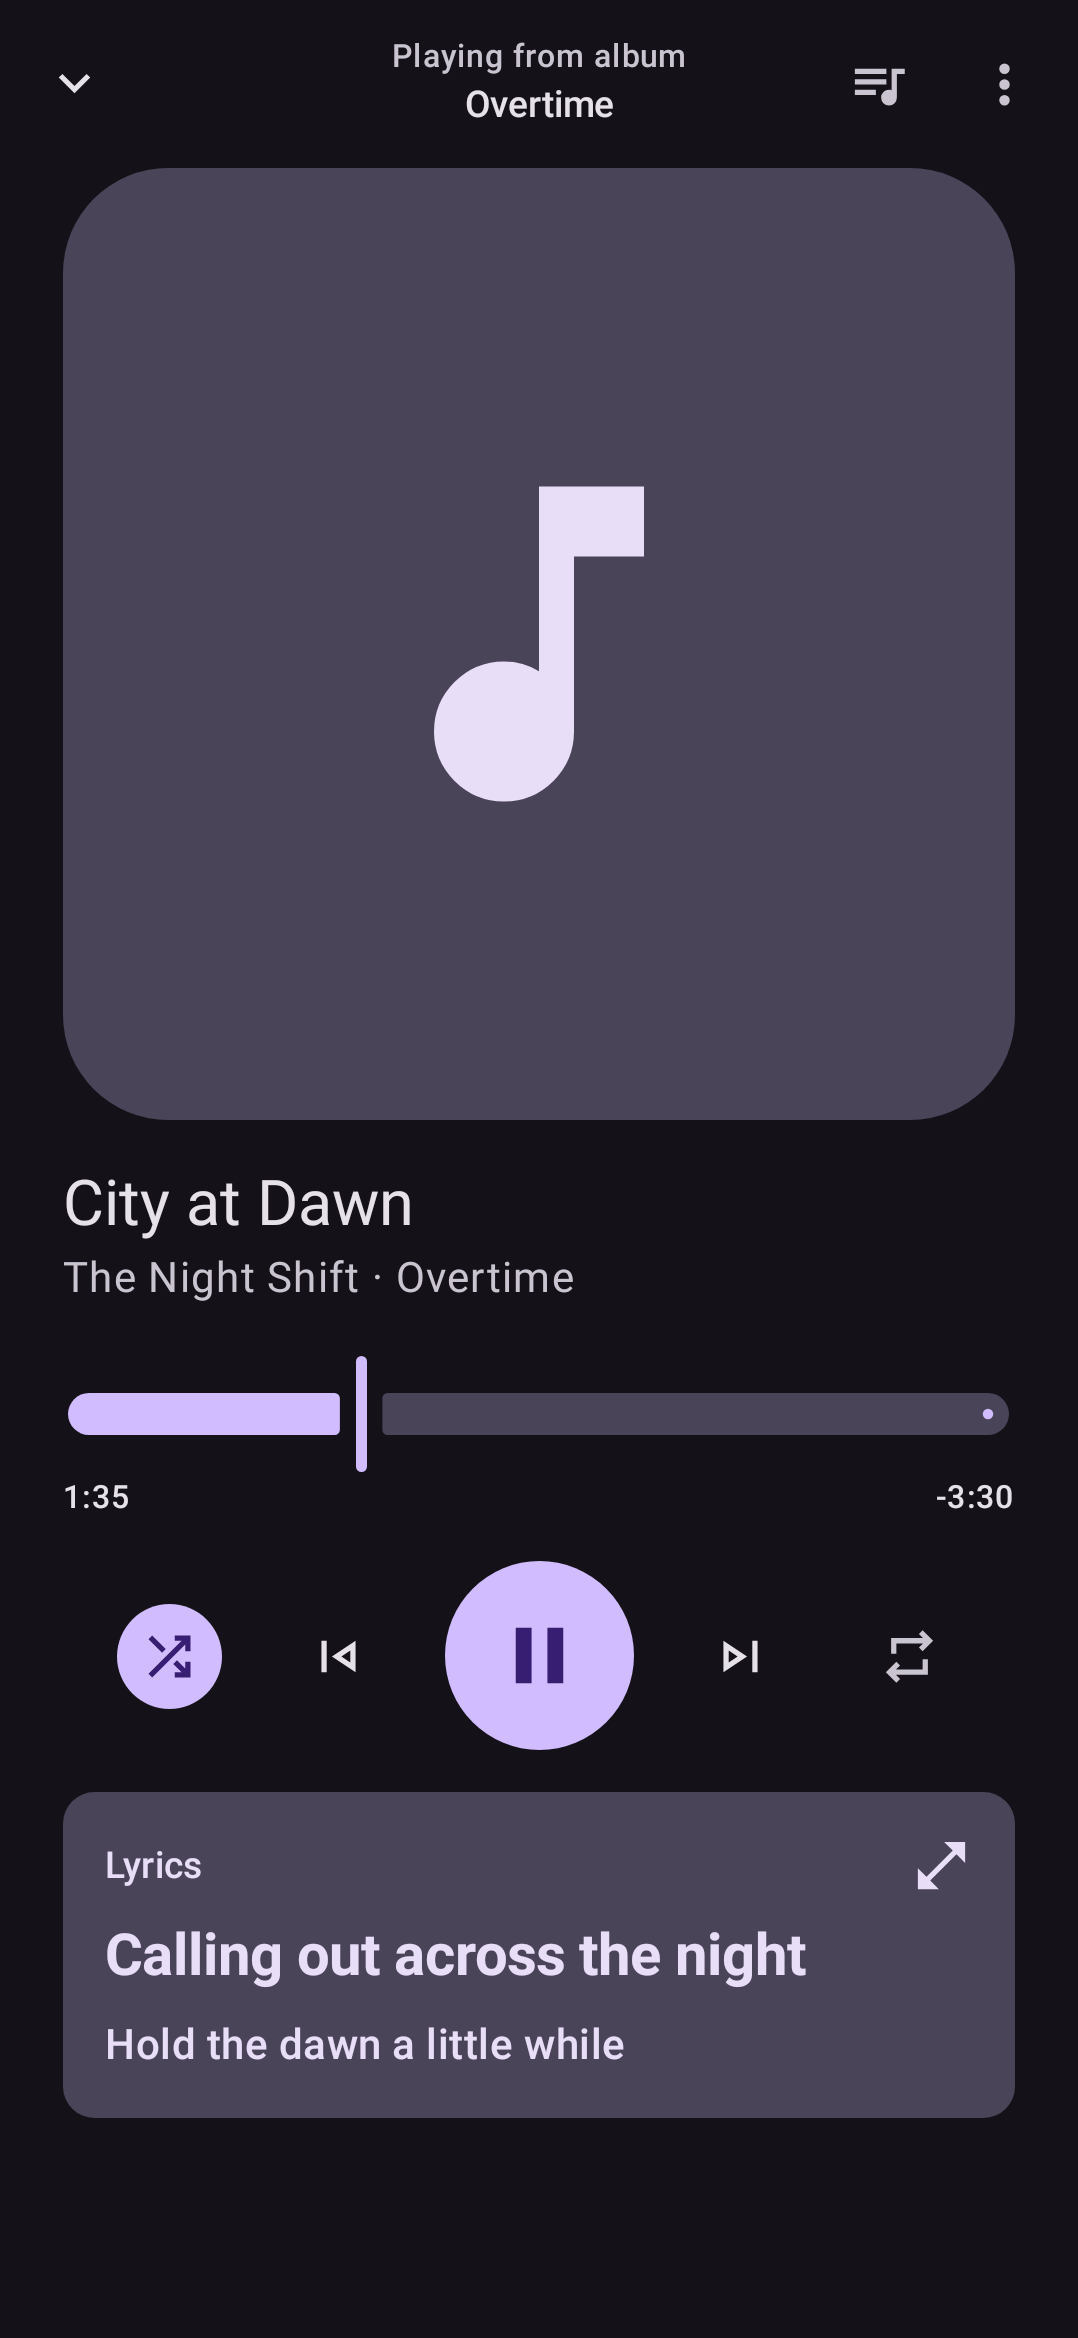 Playing from album
Overtime
City at Dawn
The Night Shift · Overtime
1:35
-3:30
Lyrics
Calling out across the night
Hold the dawn a little while